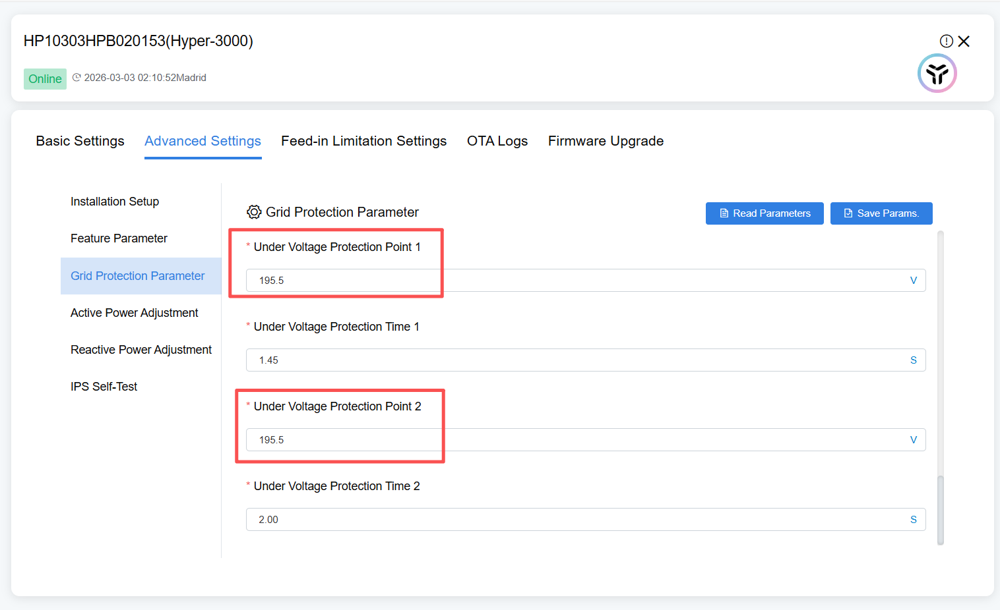 HP10303HPB020153(Hyper-3000)
Online 2026-03-03 02:10:52Madrid
Basic Settings Advanced Settings Feed-in Limitation Settings OTA Logs Firmware Upgrade
Installation Setup
Feature Parameter
Grid Protection Parameter
Active Power Adjustment
Reactive Power Adjustment
IPS Self-Test
Grid Protection Parameter
Read Parameters Save Params.
* Under Voltage Protection Point 1
195.5 V
* Under Voltage Protection Time 1
1.45 S
* Under Voltage Protection Point 2
195.5 V
* Under Voltage Protection Time 2
2.00 S